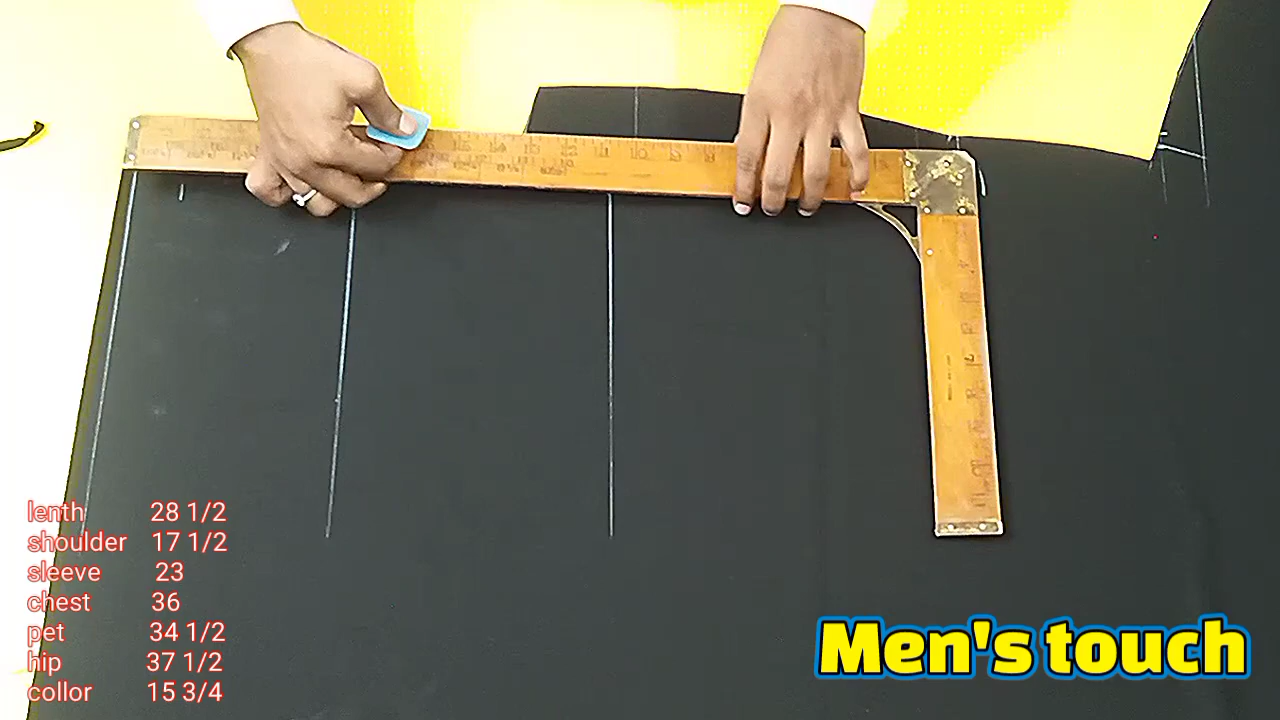 lenth 28 1/2
shoulder 17 1/2
sleeve 23
chest 36
pet 34 1/2
hip 37 1/2
collor 15 3/4
Men's touch